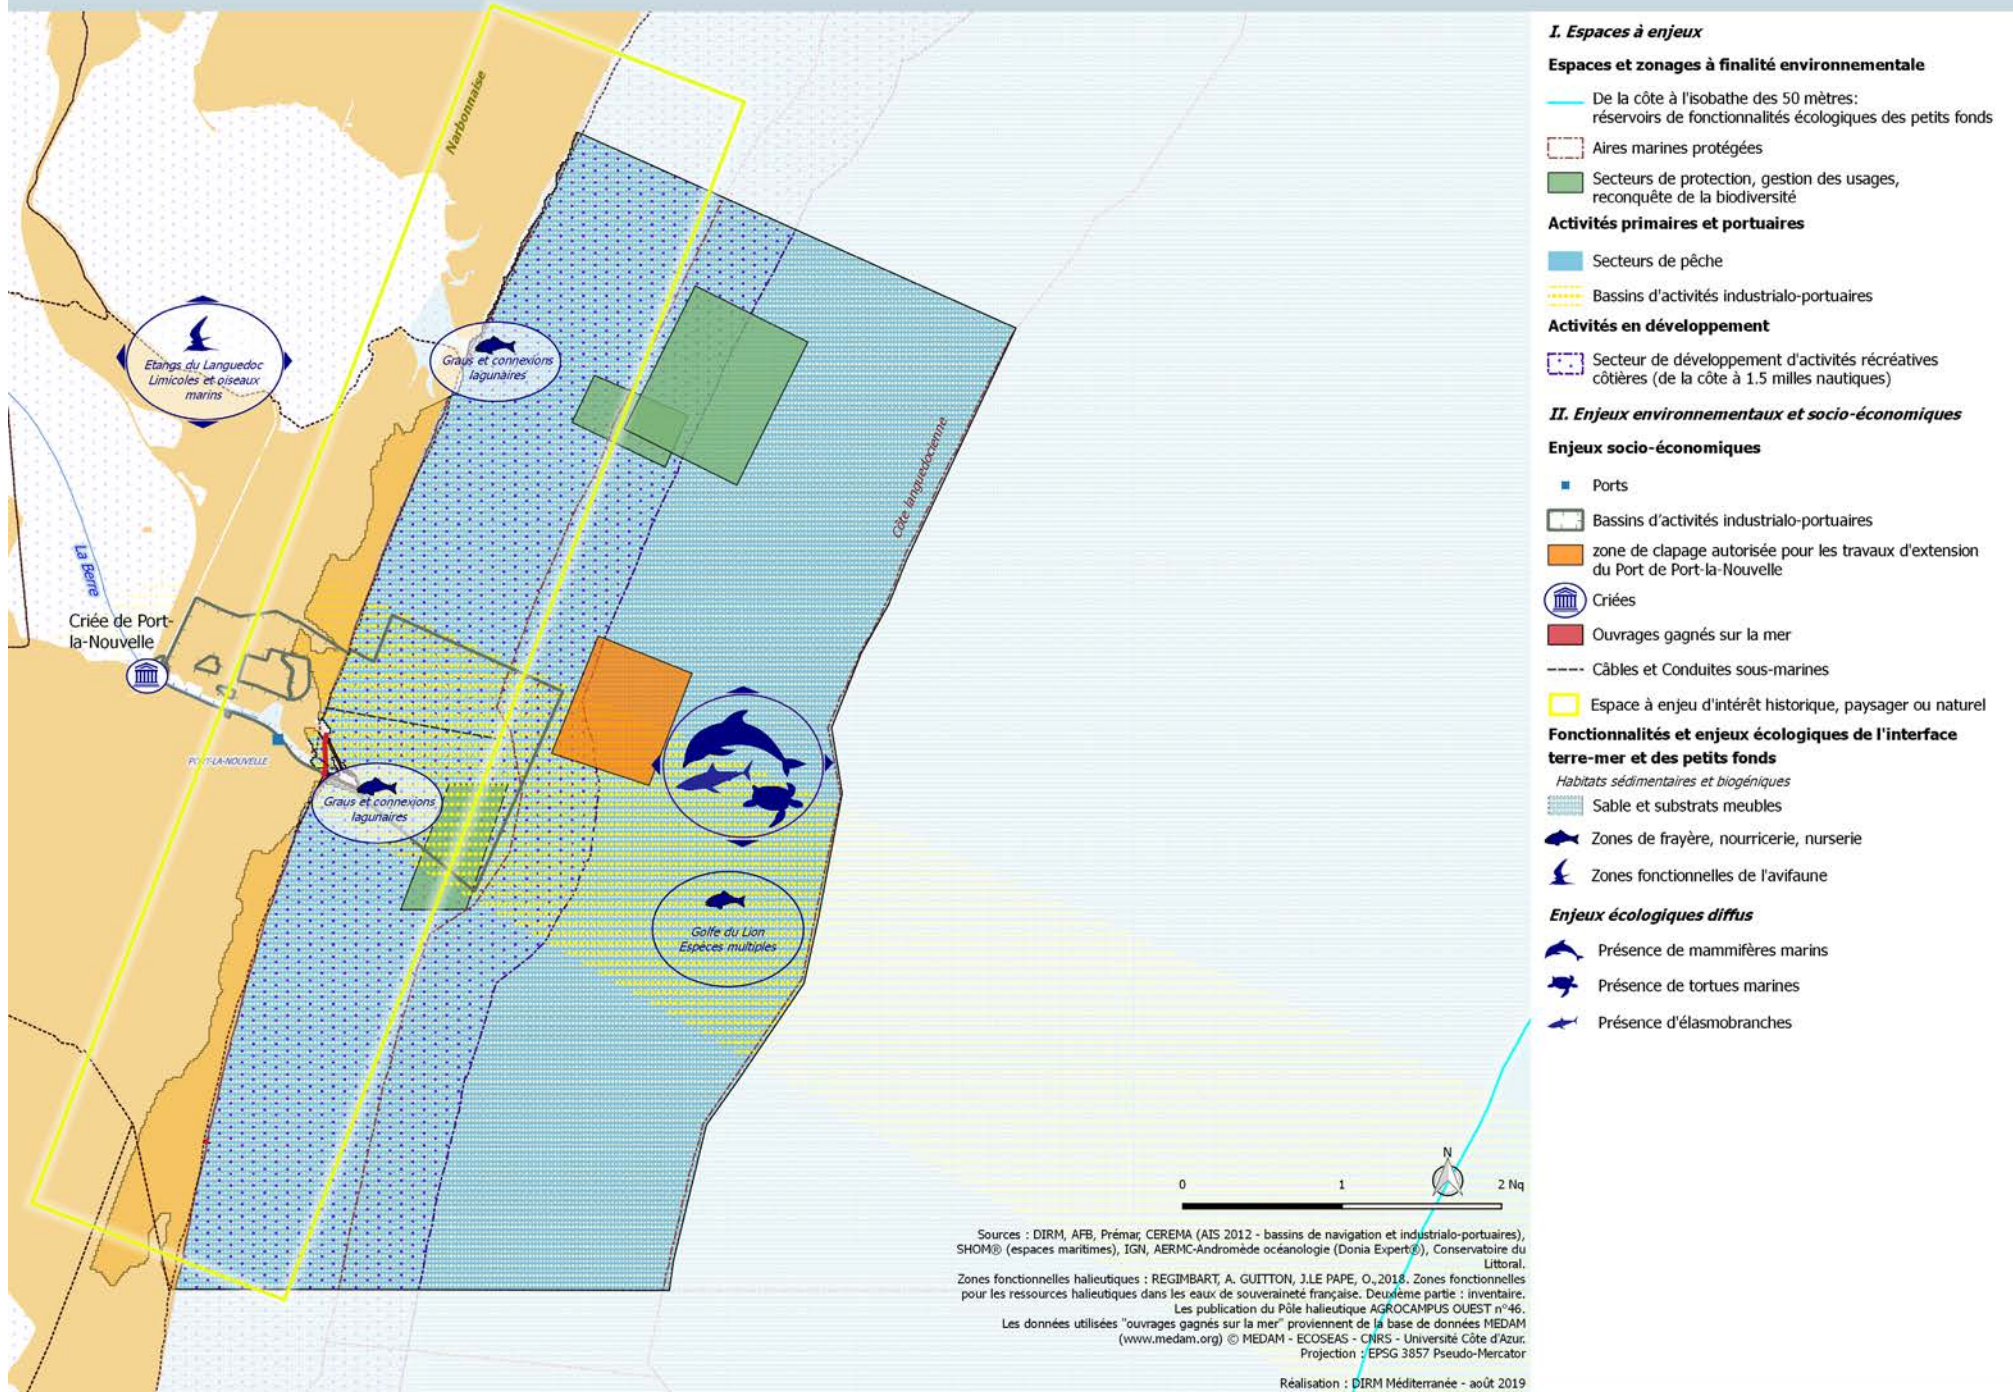 Narbonnaise
Etangs du Languedoc
Limicoles et oiseaux
marins
Graus et connexions
lagunaires
Côte languedocienne
La Berre
Criée de Port-
la-Nouvelle
PORT-LA-NOUVELLE
Graus et connexions
lagunaires
Golfe du Lion
Espèces multiples
N
0 1 2 Nq
Sources : DIRM, AFB, Prémar, CEREMA (AIS 2012 - bassins de navigation et industrialo-portuaires),
SHOM® (espaces maritimes), IGN, AERMC-Andromède océanologie (Donia Expert®), Conservatoire du
Littoral.
Zones fonctionnelles halieutiques : REGIMBART, A. GUITTON, J.LE PAPE, O.,2018. Zones fonctionnelles
pour les ressources halieutiques dans les eaux de souveraineté française. Deuxième partie : inventaire.
Les publication du Pôle halieutique AGROCAMPUS OUEST n°46.
Les données utilisées "ouvrages gagnés sur la mer" proviennent de la base de données MEDAM
(www.medam.org) © MEDAM - ECOSEAS - CNRS - Université Côte d'Azur.
Projection : EPSG 3857 Pseudo-Mercator
Réalisation : DIRM Méditerranée - août 2019
I. Espaces à enjeux
Espaces et zonages à finalité environnementale
De la côte à l'isobathe des 50 mètres:
réservoirs de fonctionnalités écologiques des petits fonds
Aires marines protégées
Secteurs de protection, gestion des usages,
reconquête de la biodiversité
Activités primaires et portuaires
Secteurs de pêche
Bassins d'activités industrialo-portuaires
Activités en développement
Secteur de développement d'activités récréatives
côtières (de la côte à 1.5 milles nautiques)
II. Enjeux environnementaux et socio-économiques
Enjeux socio-économiques
Ports
Bassins d'activités industrialo-portuaires
zone de clapage autorisée pour les travaux d'extension
du Port de Port-la-Nouvelle
Criées
Ouvrages gagnés sur la mer
Câbles et Conduites sous-marines
Espace à enjeu d'intérêt historique, paysager ou naturel
Fonctionnalités et enjeux écologiques de l'interface
terre-mer et des petits fonds
Habitats sédimentaires et biogéniques
Sable et substrats meubles
Zones de frayère, nourricerie, nurserie
Zones fonctionnelles de l'avifaune
Enjeux écologiques diffus
Présence de mammifères marins
Présence de tortues marines
Présence d'élasmobranches